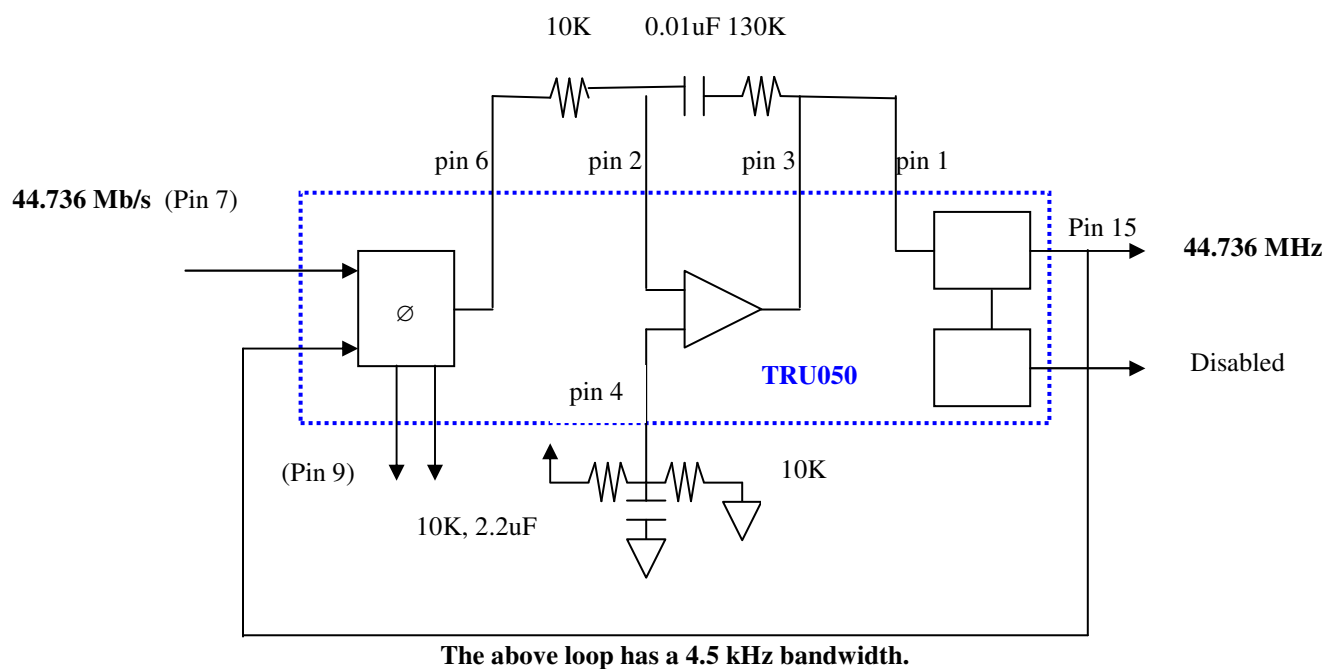 10K 0.01uF 130K
pin 6 pin 2 pin 3 pin 1
44.736 Mb/s (Pin 7)
Pin 15
44.736 MHz
∅
TRU050
Disabled
pin 4
(Pin 9)
10K
10K, 2.2uF
The above loop has a 4.5 kHz bandwidth.